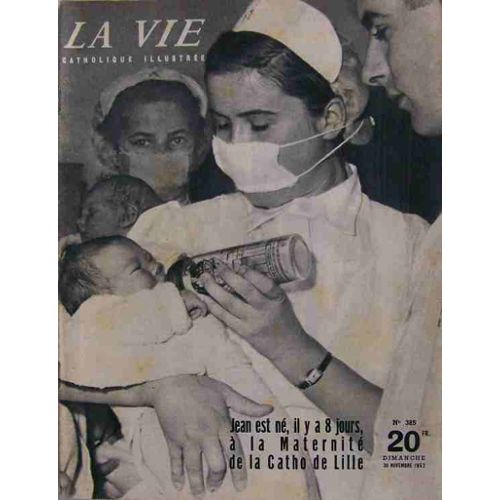 LA VIE
CATHOLIQUE ILLUSTRÉE
Jean est né, il y a 8 jours,
à la Maternité
de la Catho de Lille
N° 385
20 FR.
DIMANCHE
30 NOVEMBRE 1952